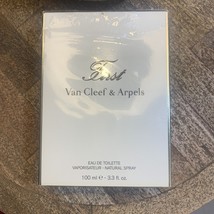 First
Van Cleef & Arpels
EAU DE TOILETTE
VAPORISATEUR - NATURAL SPRAY
100 ml e 3.3 fl. oz.